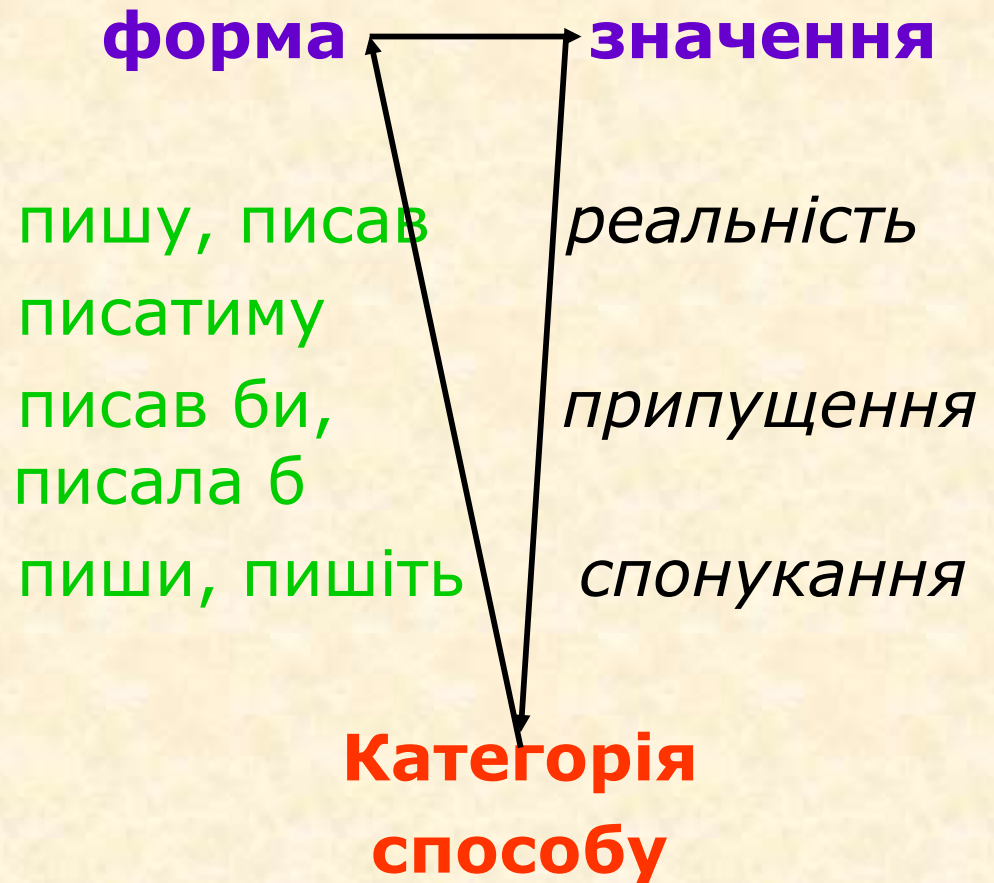 форма значення
пишу, писав реальність
писатиму
писав би, припущення
писала б
пиши, пишіть спонукання
Категорія
способу